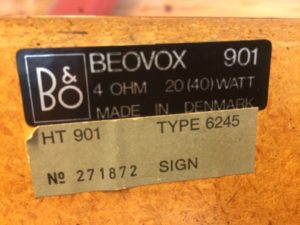 B&O
BEOVOX 901
4 OHM 20(40) WATT
MADE IN DENMARK
HT 901 TYPE 6245
№ 271872 SIGN